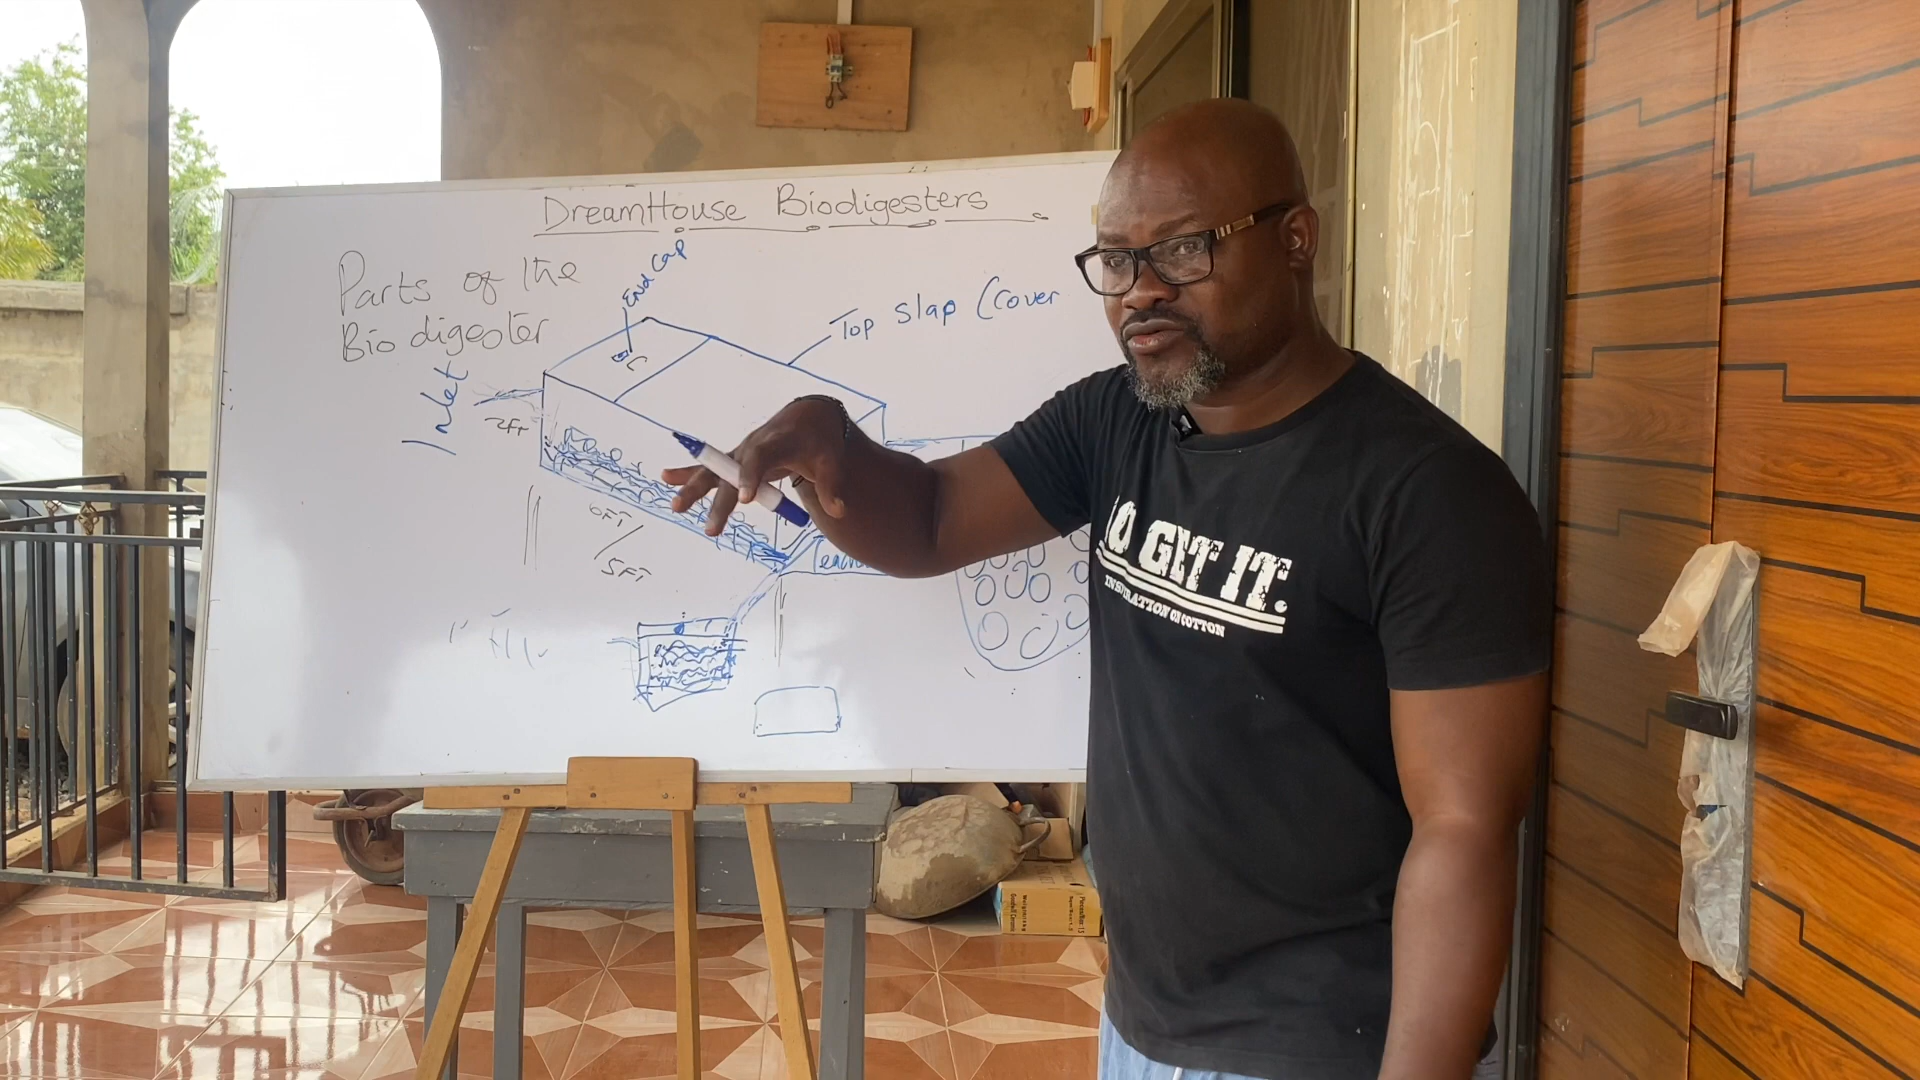 DreamHouse Biodigesters
Parts of the
Bio digester
End Cap
Top Slap (Cover
Inlet
2FT
6FT
/
5FT
O GET IT.
INSPIRATION ON COTTON